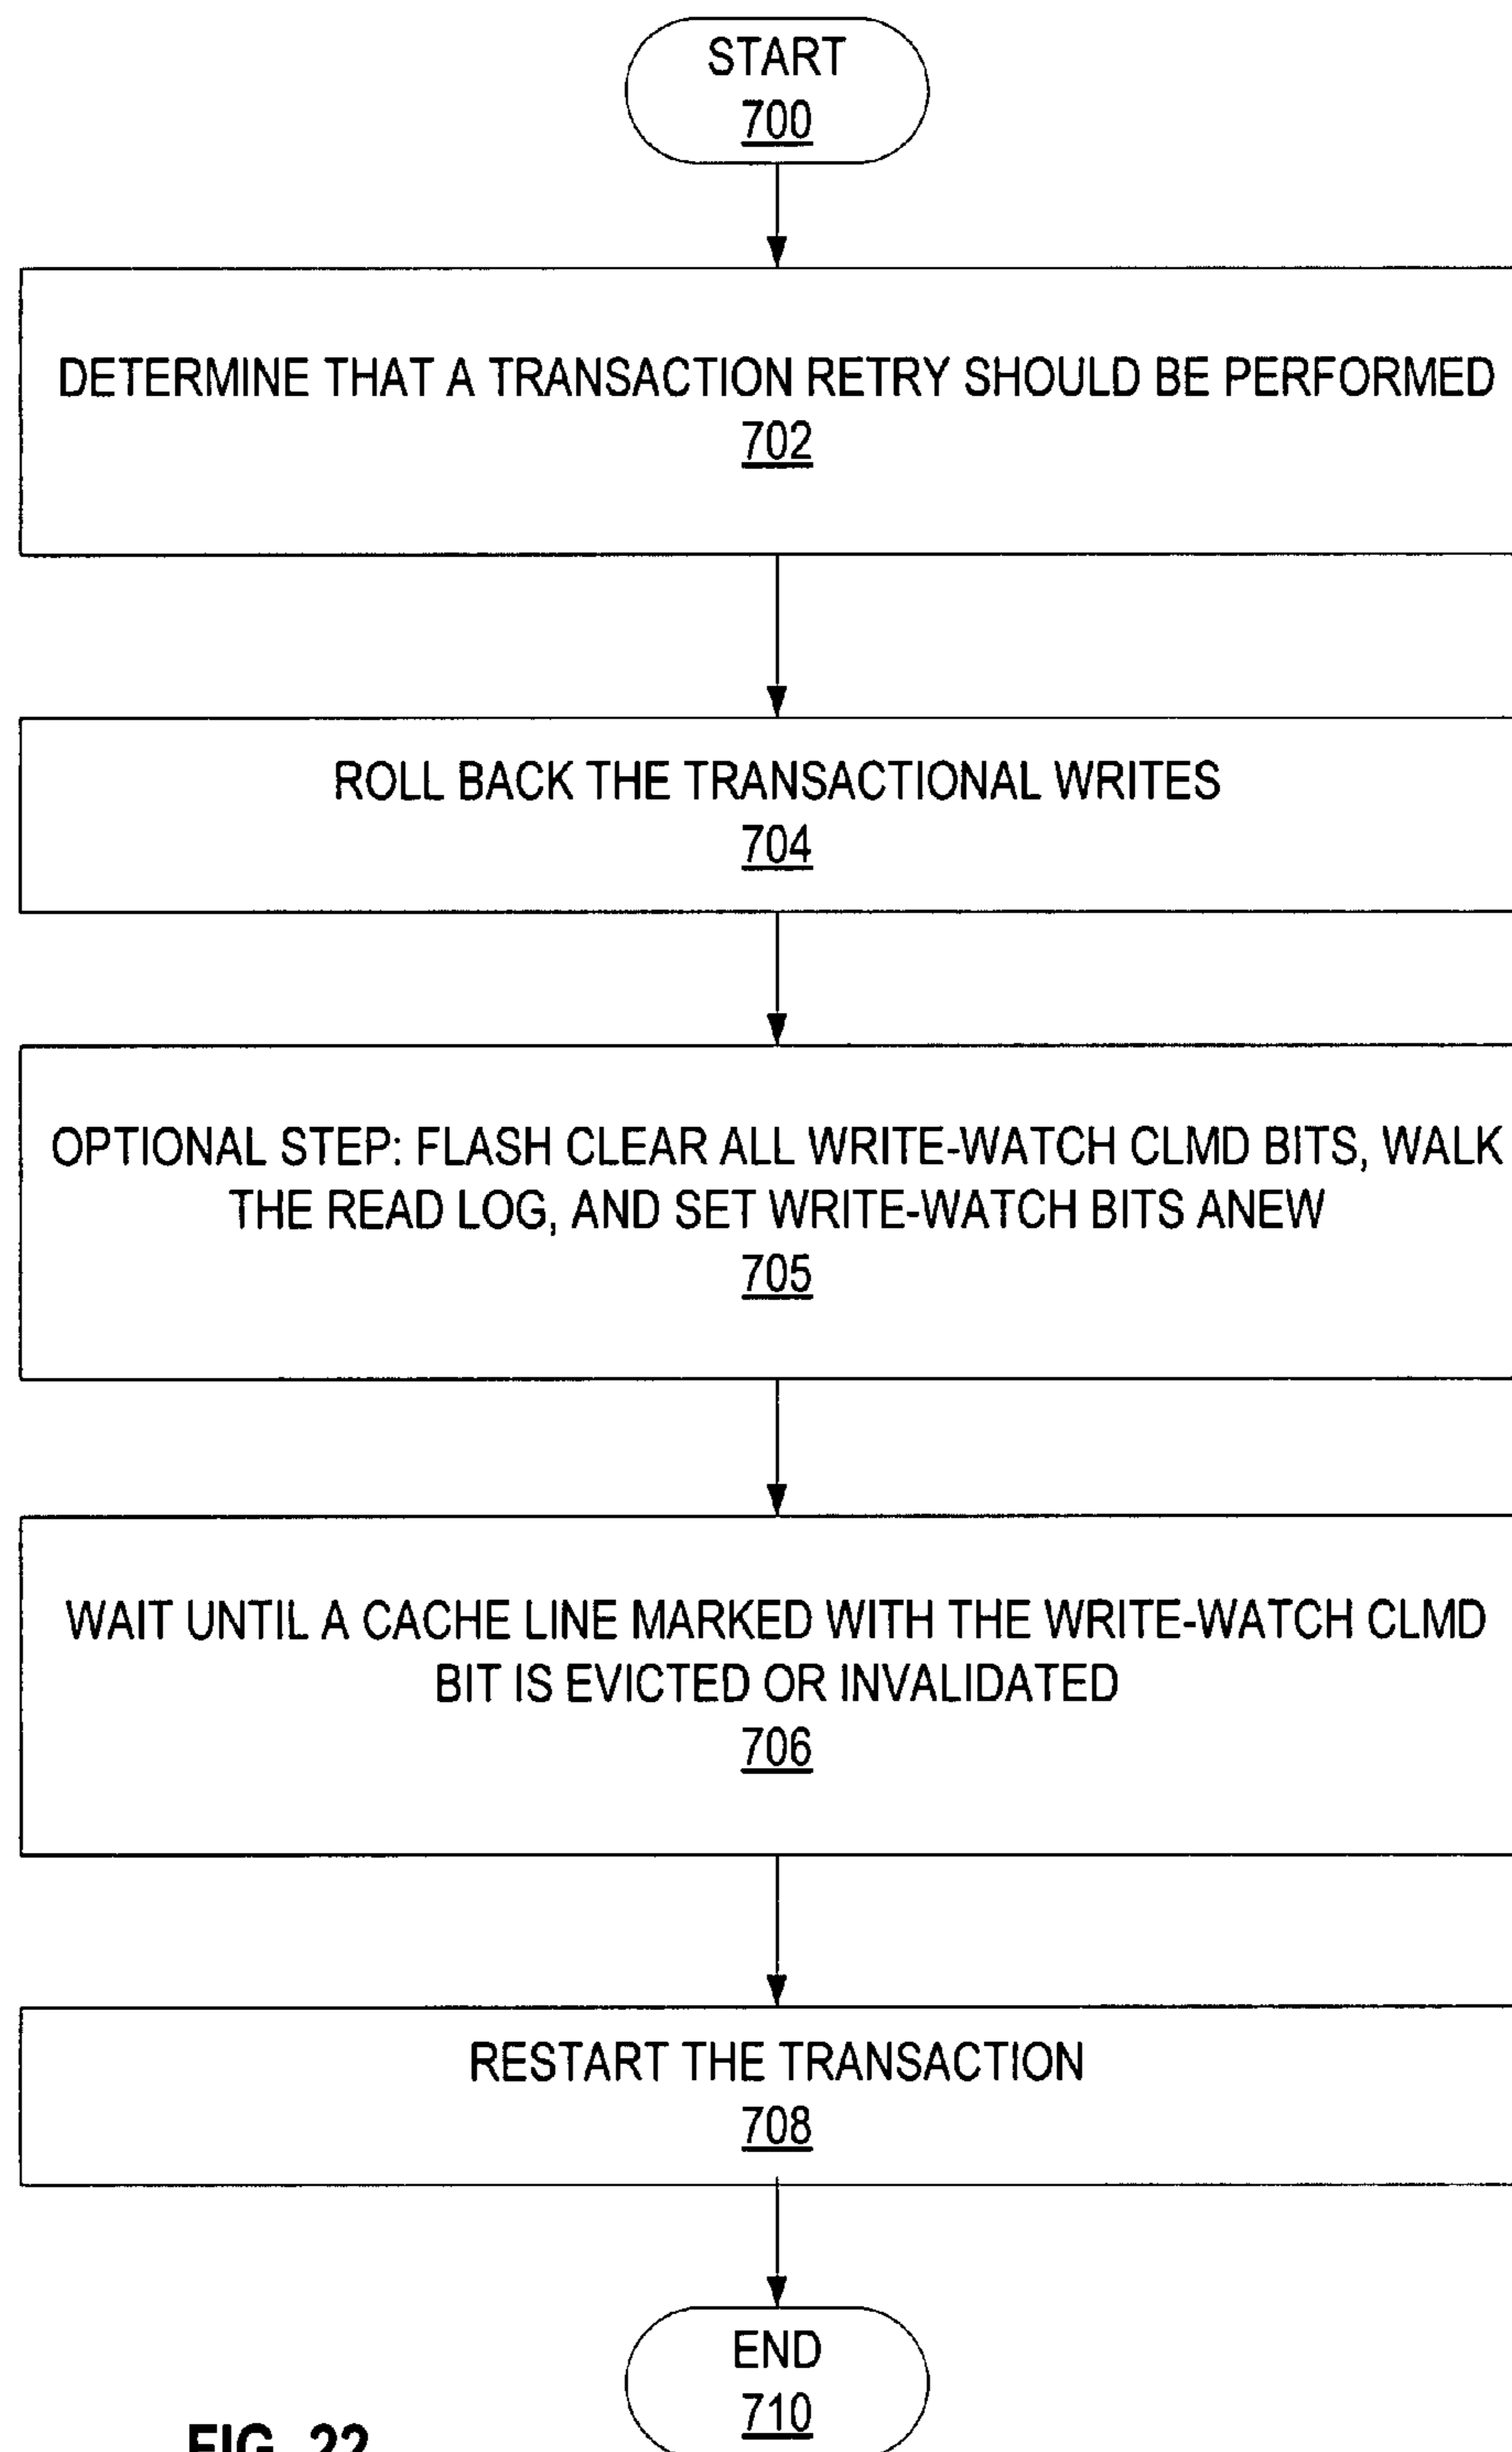 START
700
DETERMINE THAT A TRANSACTION RETRY SHOULD BE PERFORMED
702
ROLL BACK THE TRANSACTIONAL WRITES
704
OPTIONAL STEP: FLASH CLEAR ALL WRITE-WATCH CLMD BITS, WALK
THE READ LOG, AND SET WRITE-WATCH BITS ANEW
705
WAIT UNTIL A CACHE LINE MARKED WITH THE WRITE-WATCH CLMD
BIT IS EVICTED OR INVALIDATED
706
RESTART THE TRANSACTION
708
END
710
FIG. 22